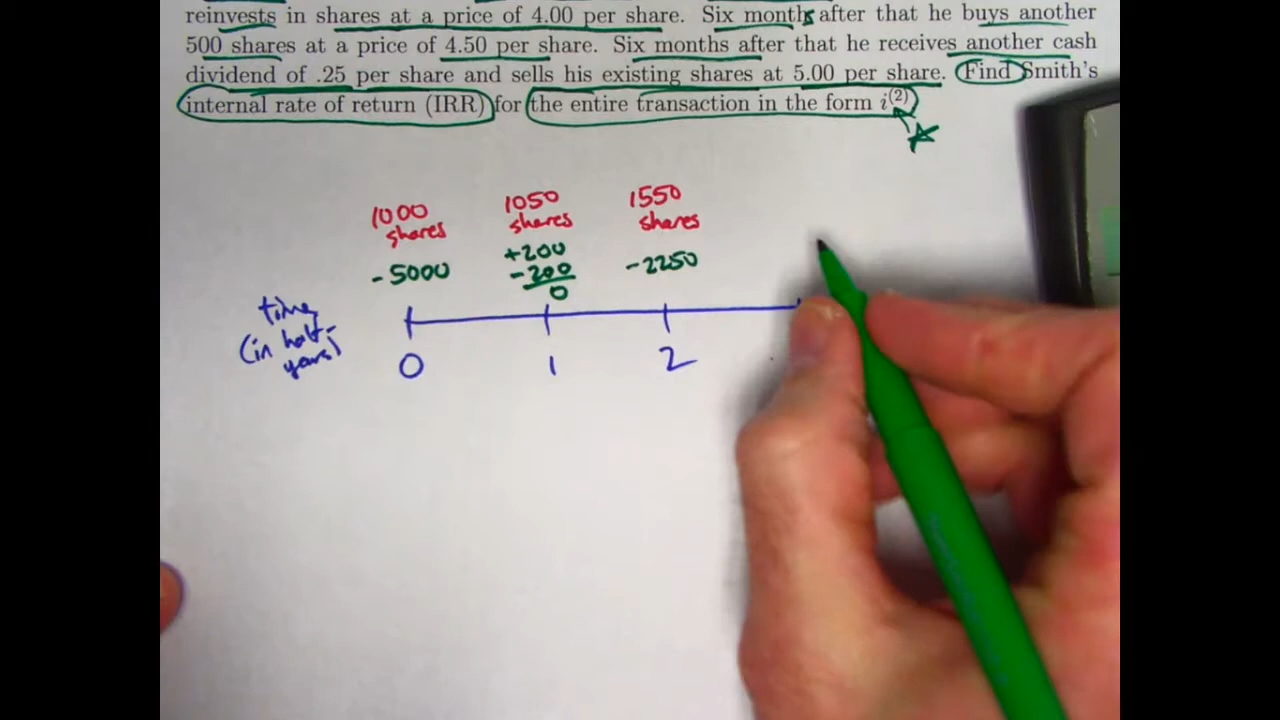 reinvests in shares at a price of 4.00 per share. Six months after that he buys another
500 shares at a price of 4.50 per share. Six months after that he receives another cash
dividend of .25 per share and sells his existing shares at 5.00 per share. Find Smith's
internal rate of return (IRR) for the entire transaction in the form i(2)
1000 shares
1050 shares
1550 shares
-5000
+200
-200
0
-2250
time
(in half-
years)
0
1
2